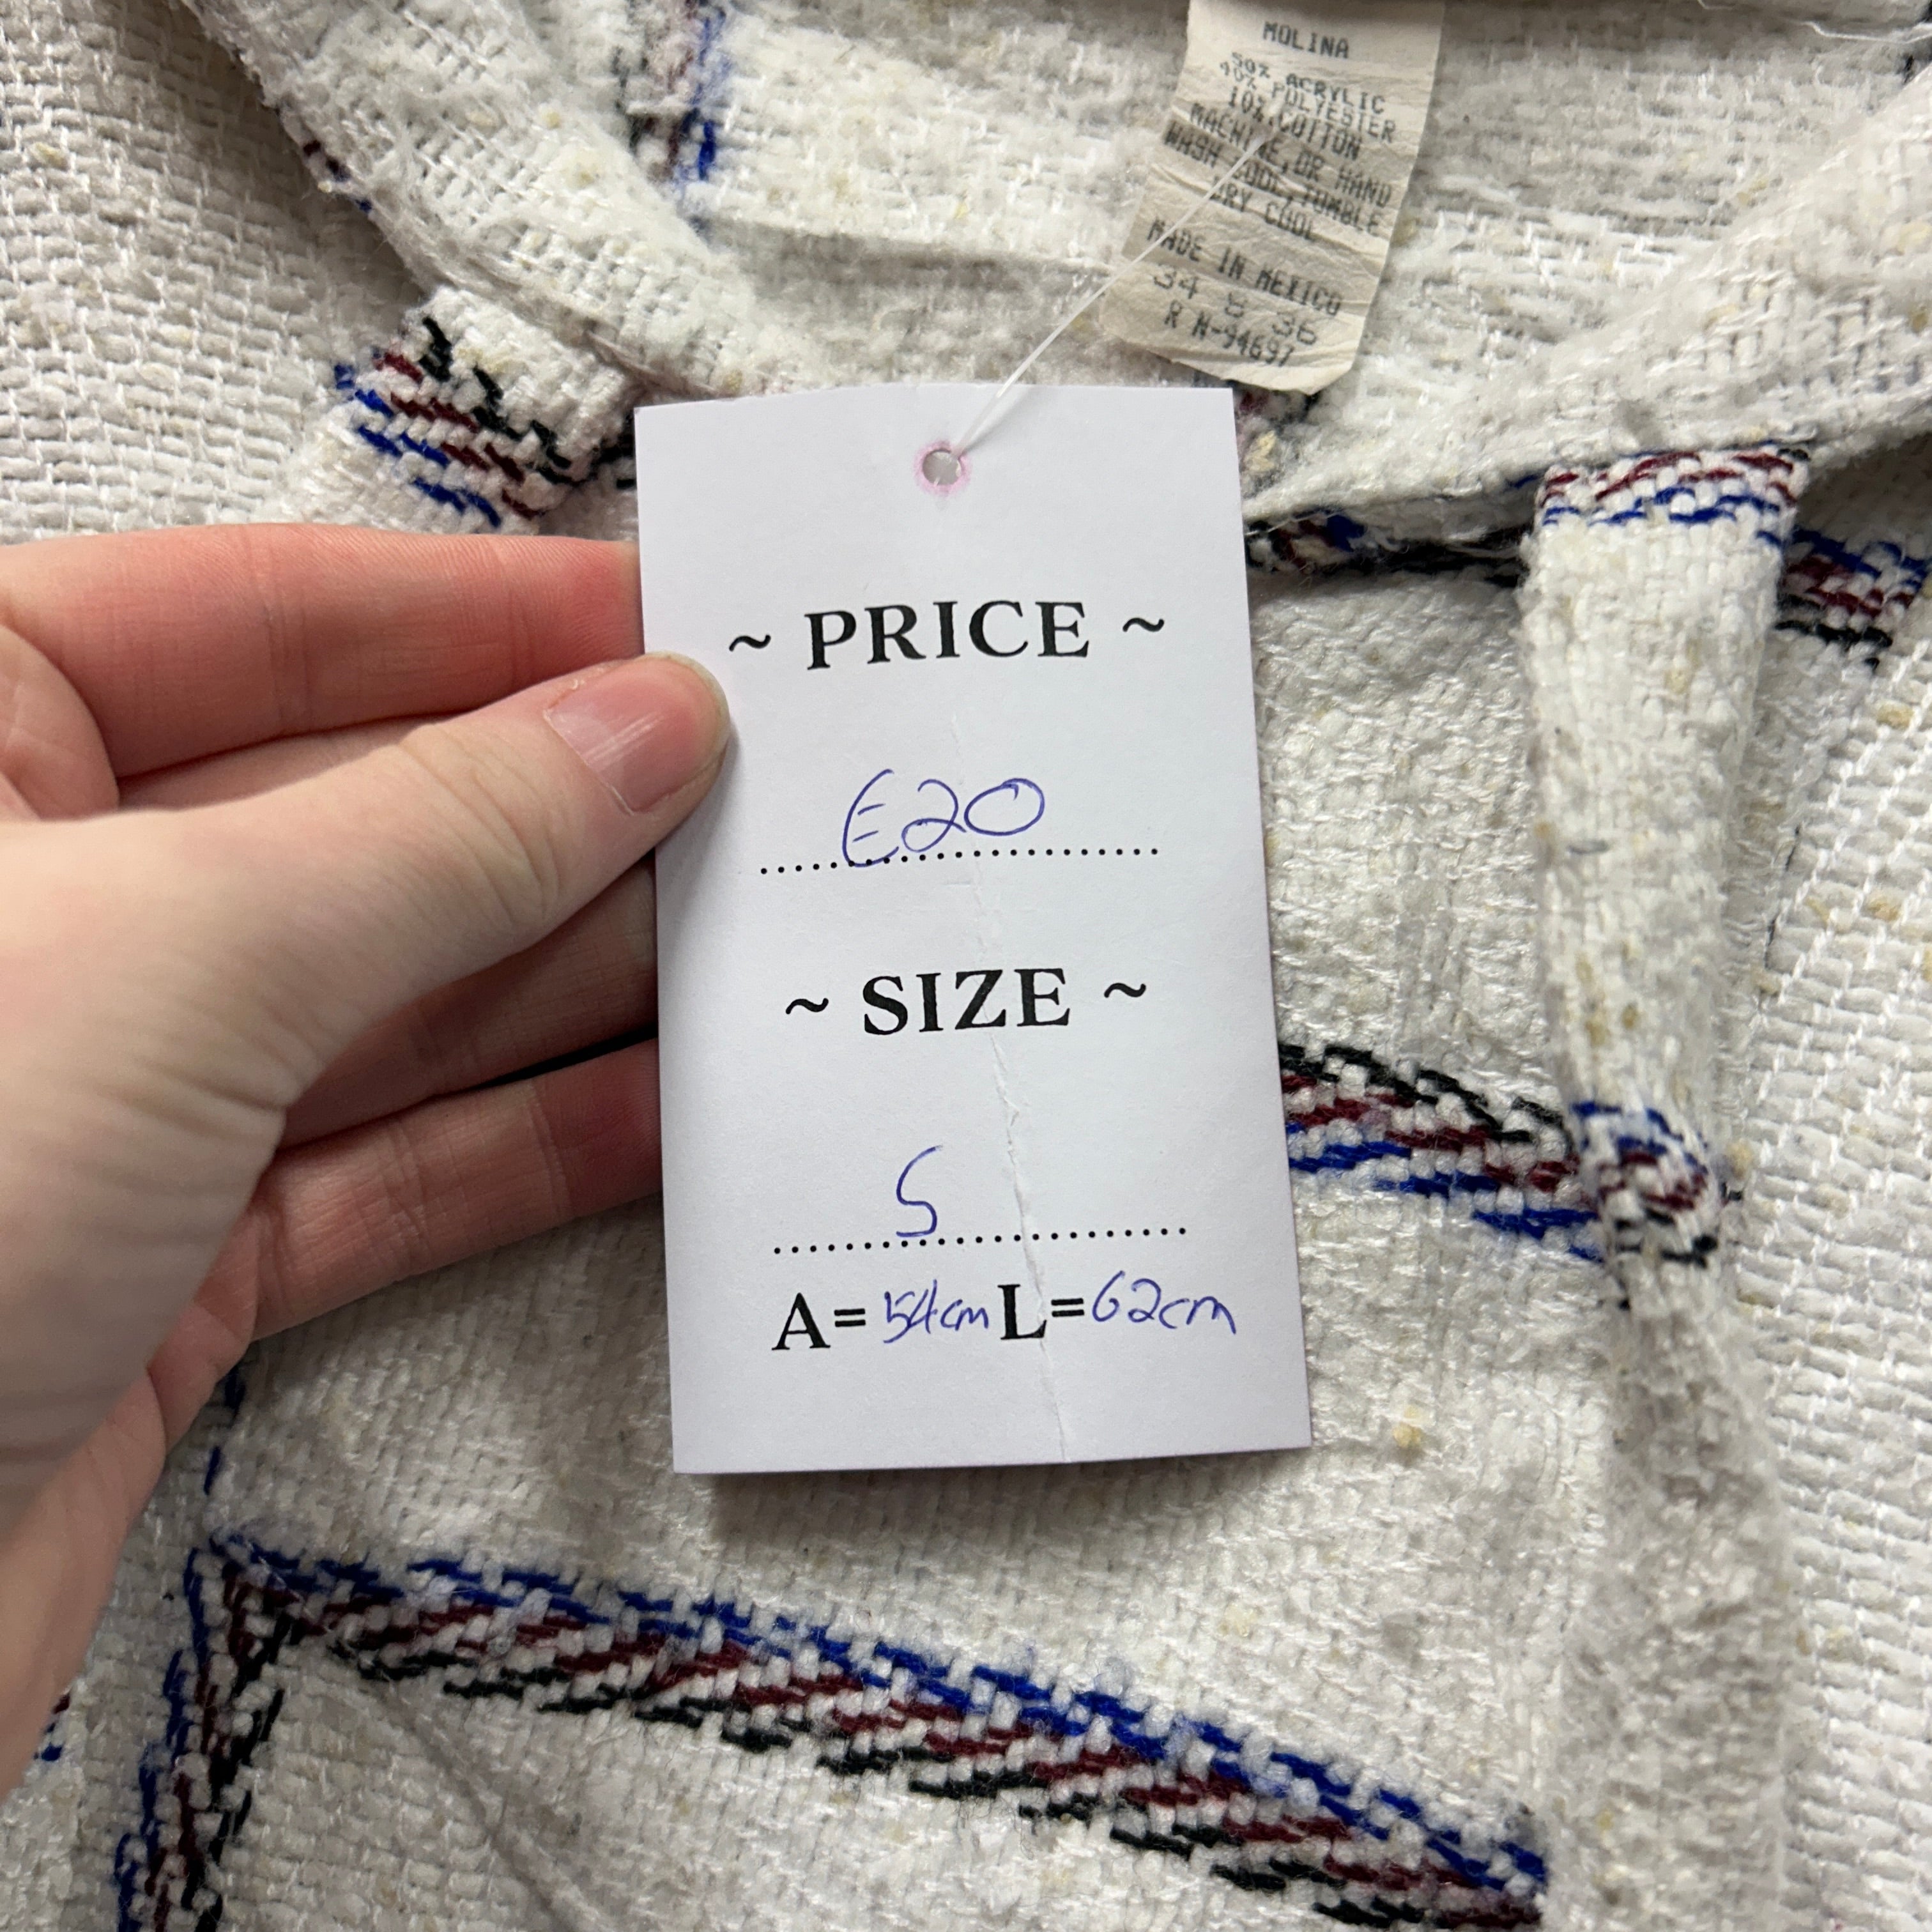 MOLINA
50% ACRYLIC
40% POLYESTER
10% COTTON
MACHINE, OR HAND
WASH COOL, TUMBLE
DRY COOL
MADE IN MEXICO
34 8 36
R N-94697
~ PRICE ~
€20
~ SIZE ~
S
A= 54cm L= 62cm